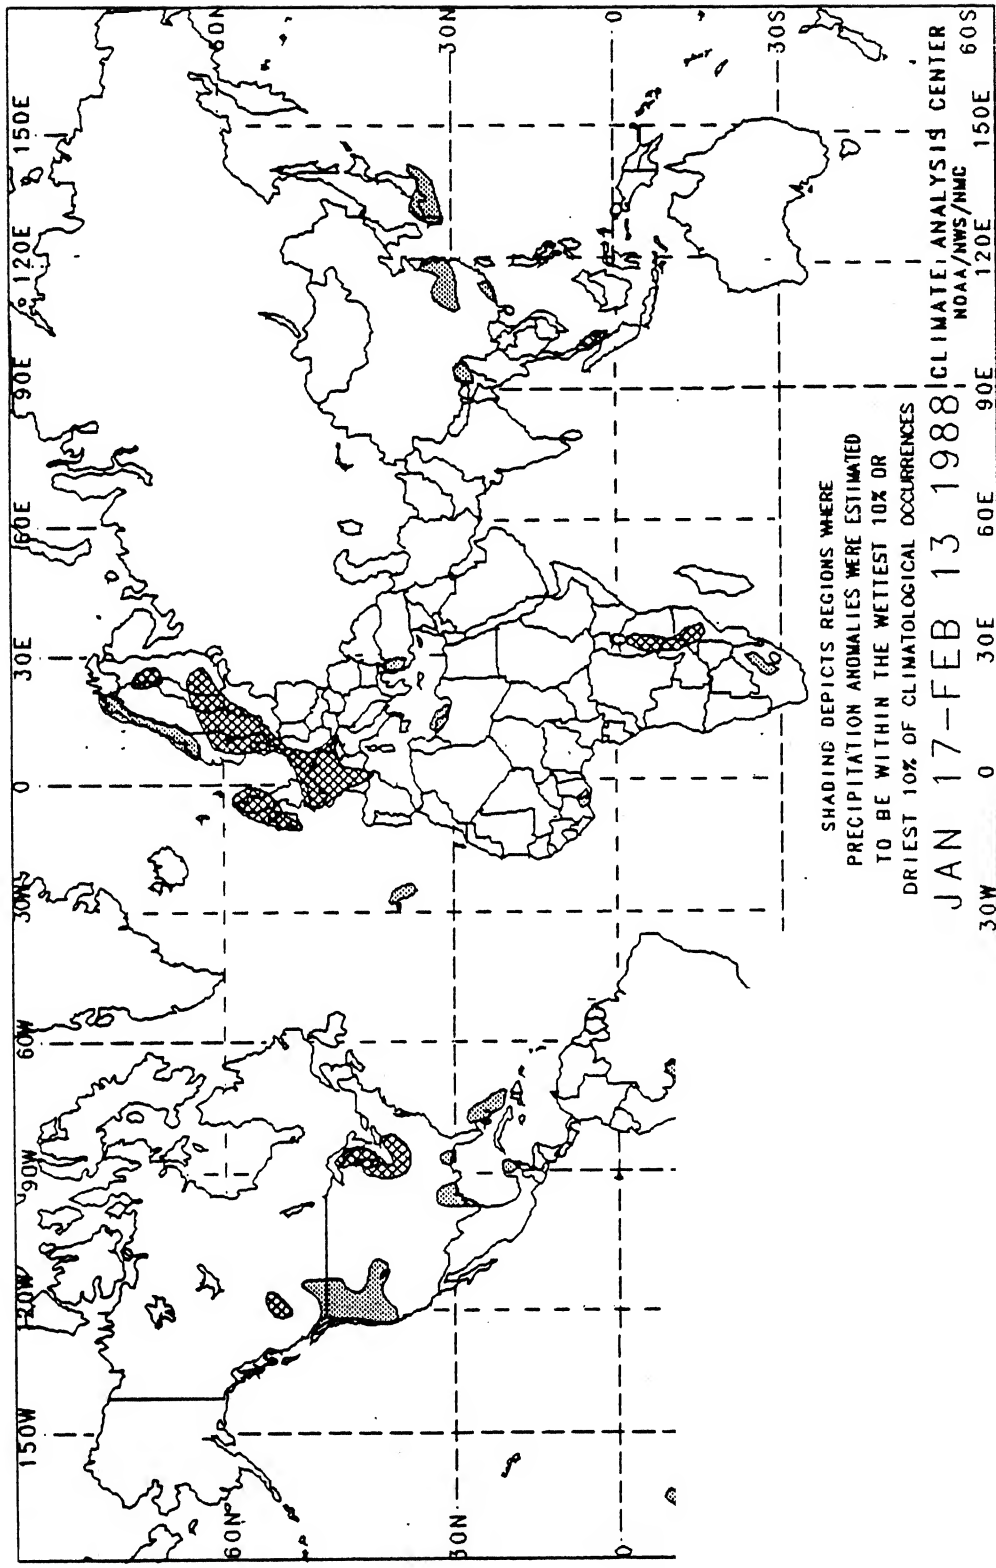 150W
120W
90W
60W
30W
0
30E
60E
90E
120E
150E
60N
60N
30N
30N
0
0
30S
60S
SHADING DEPICTS REGIONS WHERE
PRECIPITATION ANOMALIES WERE ESTIMATED
TO BE WITHIN THE WETTEST 10% OR
DRIEST 10% OF CLIMATOLOGICAL OCCURRENCES
JAN 17-FEB 13 1988
CLIMATE ANALYSIS CENTER
NOAA/NWS/NMC
30W
0
30E
60E
90E
120E
150E